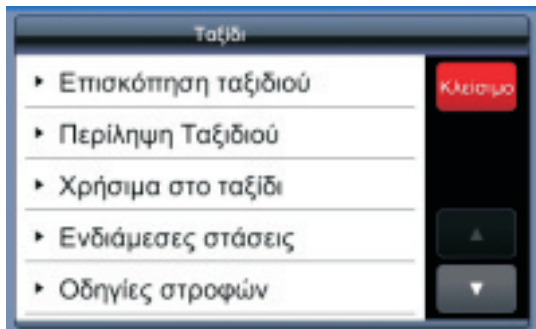 Ταξίδι
Επισκόπηση ταξιδιού
Κλείσιμο
Περίληψη Ταξιδιού
Χρήσιμα στο ταξίδι
Ενδιάμεσες στάσεις
Οδηγίες στροφών